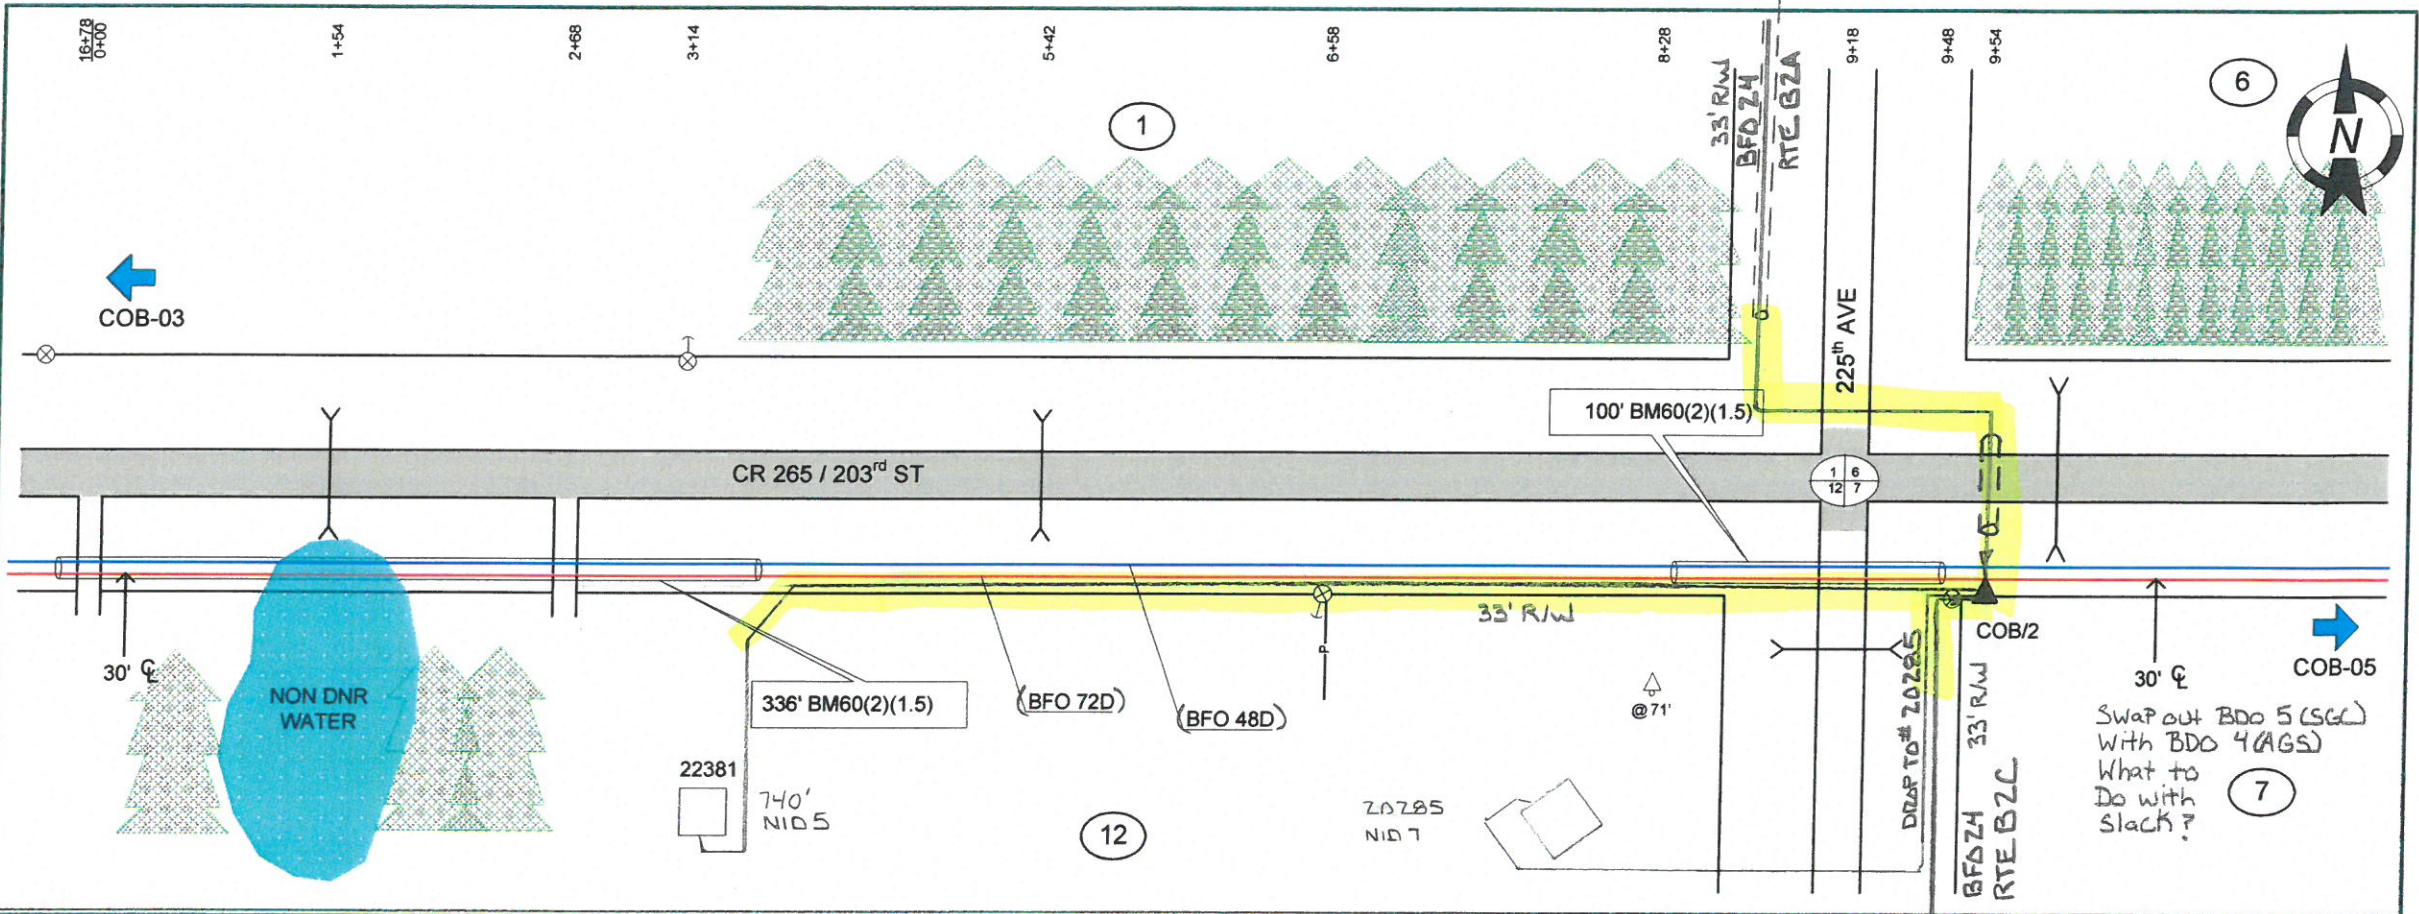 16+78
0+00
1+54
2+68
3+14
5+42
6+58
8+28
9+18
9+48
9+54
33' R/W
BFO 24
RTE B2A
1
6
N
COB-03
225th AVE
100' BM60(2)(1.5)
CR 265 / 203rd ST
1 6
12 7
33' R/W
COB/2
30' ℄
NON DNR
WATER
336' BM60(2)(1.5)
(BFO 72D)
(BFO 48D)
P
@71'
DROP TO # 20285
33' R/W
BFO 24
RTE B2C
30' ℄
COB-05
Swap out BDO 5 (SGC)
With BDO 4 (AGS)
What to
Do with
Slack ?
7
22381
740'
NID 5
12
20285
NID 7